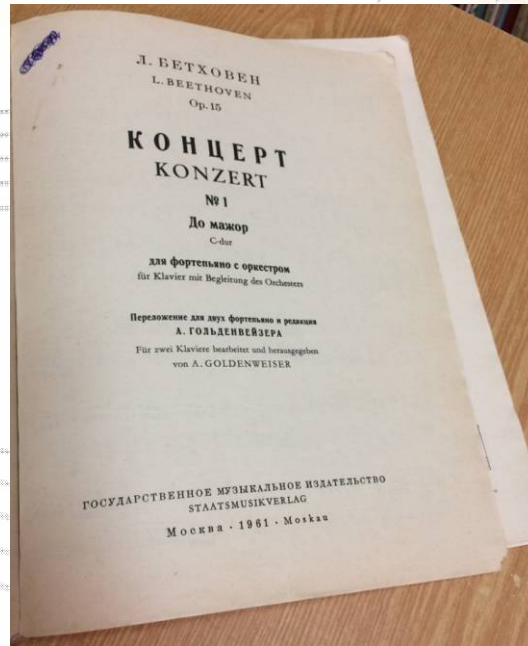 Л. БЕТХОВЕН
L. BEETHOVEN
Op. 15
КОНЦЕРТ
KONZERT
№ 1
До мажор
C-dur
для фортепьяно с оркестром
für Klavier mit Begleitung des Orchesters
Переложение для двух фортепьяно и редакция
А. ГОЛЬДЕНВЕЙЗЕРА
Für zwei Klaviere bearbeitet und herausgegeben
von A. GOLDENWEISER
ГОСУДАРСТВЕННОЕ МУЗЫКАЛЬНОЕ ИЗДАТЕЛЬСТВО
STAATSMUSIKVERLAG
Москва · 1961 · Moskau